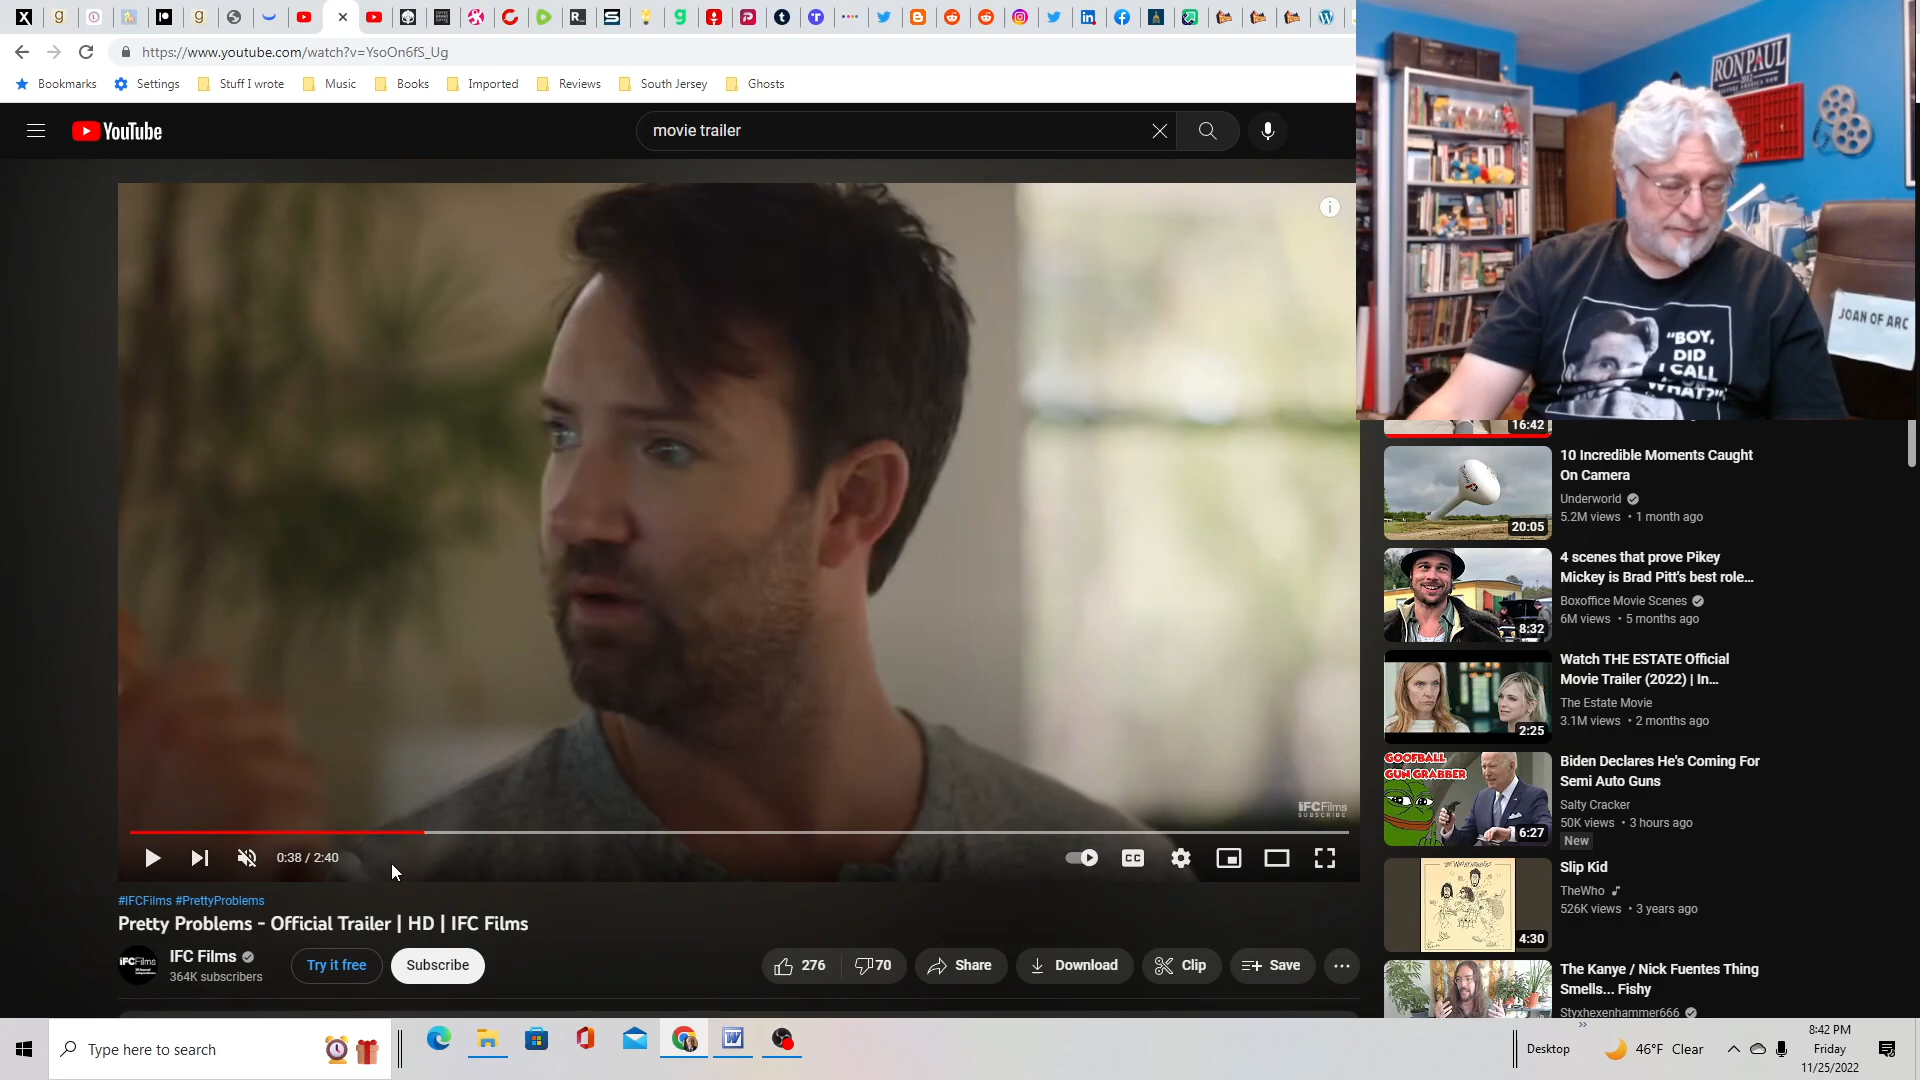 https://www.youtube.com/watch?v=YsoOn6fS_Ug
Bookmarks
Settings
Stuff I wrote
Music
Books
Imported
Reviews
South Jersey
Ghosts
YouTube
movie trailer
RON PAUL
JOAN OF ARC
"BOY,
DID
I CALL
WHAT?"
iFCFilms
SUBSCRIBE
0:38 / 2:40
CC
#IFCFilms #PrettyProblems
Pretty Problems - Official Trailer | HD | IFC Films
iFCFilms
IFC Films
364K subscribers
Try it free
Subscribe
276
70
Share
Download
Clip
Save
16:42
10 Incredible Moments Caught
On Camera
Underworld
5.2M views • 1 month ago
20:05
4 scenes that prove Pikey
Mickey is Brad Pitt's best role...
Boxoffice Movie Scenes
6M views • 5 months ago
8:32
Watch THE ESTATE Official
Movie Trailer (2022) | In...
The Estate Movie
3.1M views • 2 months ago
2:25
GOOFBALL
GUN GRABBER
Biden Declares He's Coming For
Semi Auto Guns
Salty Cracker
50K views • 3 hours ago
6:27
New
Slip Kid
TheWho
526K views • 3 years ago
4:30
The Kanye / Nick Fuentes Thing
Smells... Fishy
Styxhexenhammer666
Type here to search
Desktop
46°F Clear
8:42 PM
Friday
11/25/2022